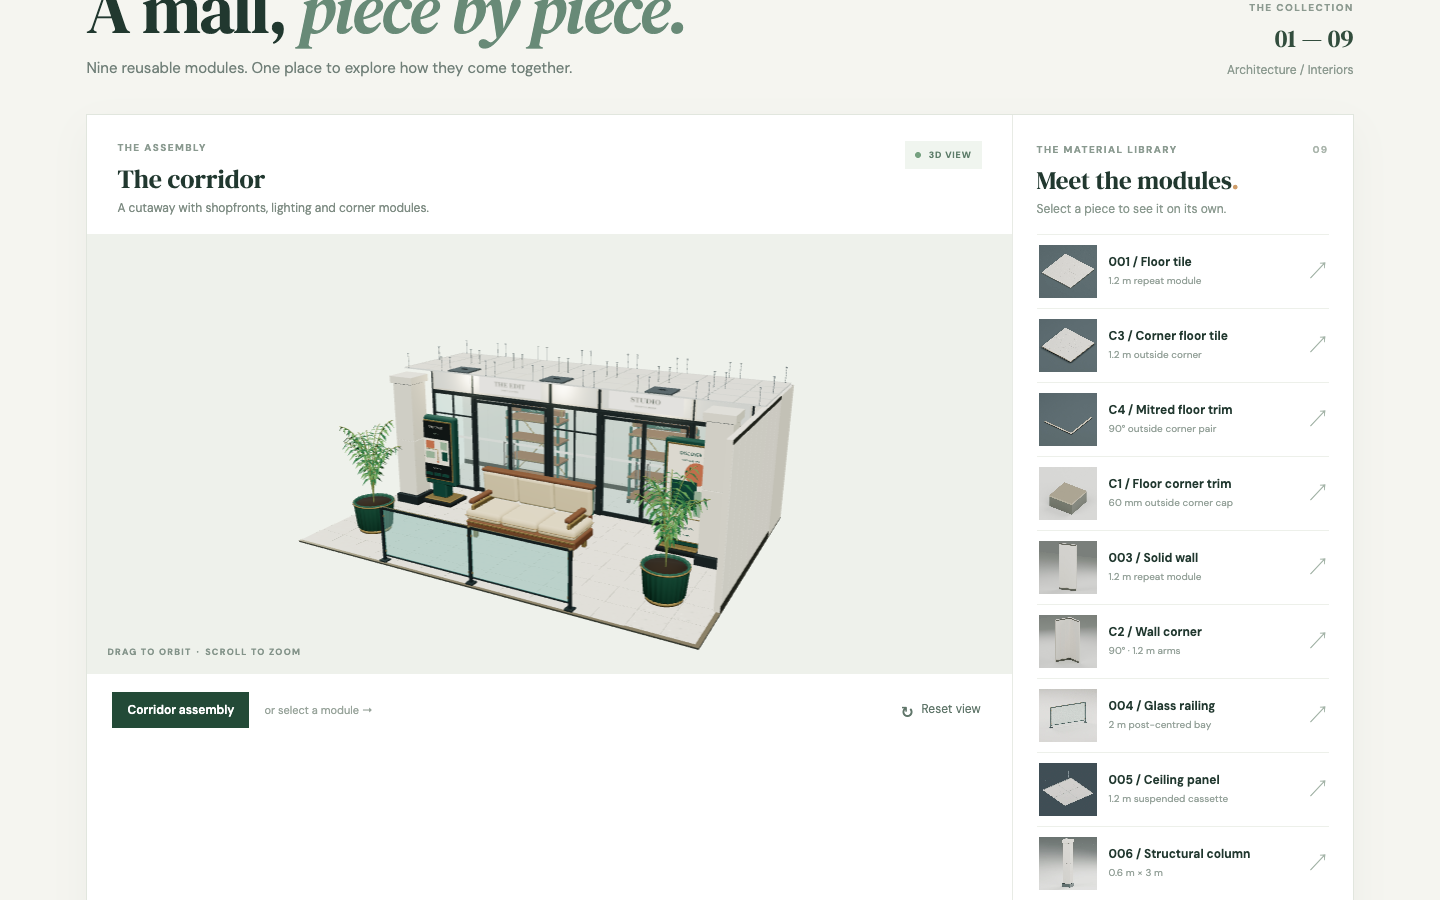 A mall, piece by piece.
Nine reusable modules. One place to explore how they come together.
THE COLLECTION
01 — 09
Architecture / Interiors
THE ASSEMBLY
The corridor
A cutaway with shopfronts, lighting and corner modules.
3D VIEW
THE EDIT
STUDIO
DISCOVER
DRAG TO ORBIT · SCROLL TO ZOOM
Corridor assembly
or select a module →
↻ Reset view
THE MATERIAL LIBRARY
09
Meet the modules.
Select a piece to see it on its own.
001 / Floor tile
1.2 m repeat module
C3 / Corner floor tile
1.2 m outside corner
C4 / Mitred floor trim
90° outside corner pair
C1 / Floor corner trim
60 mm outside corner cap
003 / Solid wall
1.2 m repeat module
C2 / Wall corner
90° · 1.2 m arms
004 / Glass railing
2 m post-centred bay
005 / Ceiling panel
1.2 m suspended cassette
006 / Structural column
0.6 m × 3 m